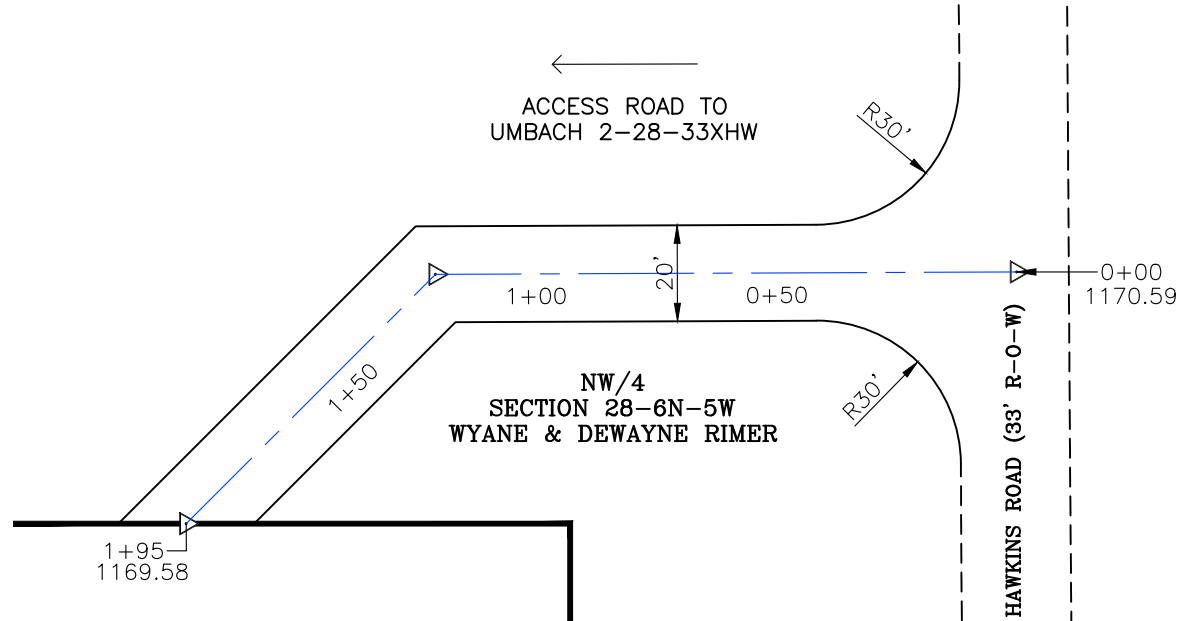 ACCESS ROAD TO
UMBACH 2-28-33XHW
R30'
20'
0+00
1170.59
1+00
0+50
1+50
R30'
NW/4
SECTION 28-6N-5W
WYANE & DEWAYNE RIMER
HAWKINS ROAD (33' R-O-W)
1+95
1169.58